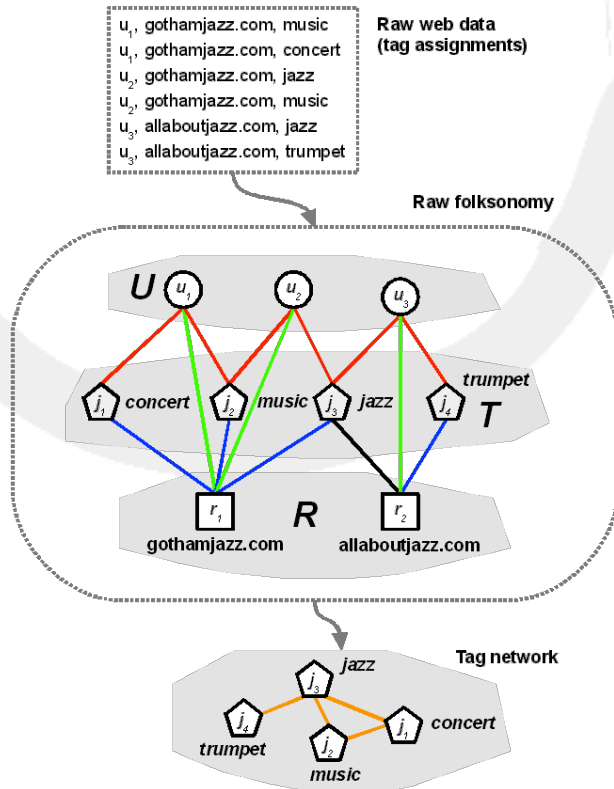 u1, gothamjazz.com, music
u1, gothamjazz.com, concert
u2, gothamjazz.com, jazz
u2, gothamjazz.com, music
u3, allaboutjazz.com, jazz
u3, allaboutjazz.com, trumpet
Raw web data
(tag assignments)
Raw folksonomy
U
u1
u2
u3
trumpet
j1 concert
j2 music
j3 jazz
j4
T
r1
R
r2
gothamjazz.com
allaboutjazz.com
Tag network
jazz
j3
j4
j1
concert
trumpet
j2
music